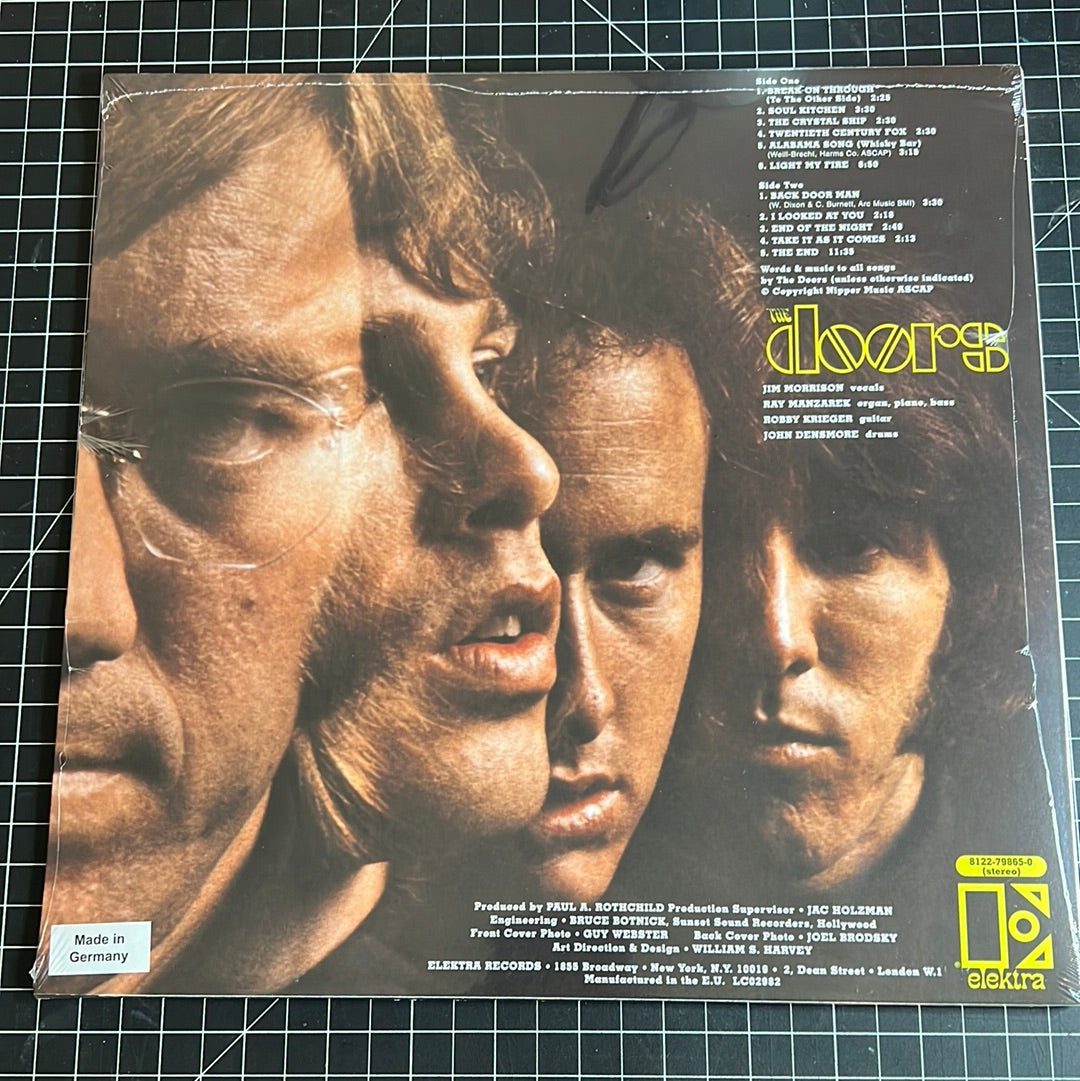 Side One
1. BREAK ON THROUGH
(To The Other Side) 2:25
2. SOUL KITCHEN 3:30
3. THE CRYSTAL SHIP 2:30
4. TWENTIETH CENTURY FOX 2:30
5. ALABAMA SONG (Whisky Bar)
(Weill-Brecht, Harms Co. ASCAP) 3:15
6. LIGHT MY FIRE 6:50
Side Two
1. BACK DOOR MAN
(W. Dixon & C. Burnett, Arc Music BMI) 3:30
2. I LOOKED AT YOU 2:18
3. END OF THE NIGHT 2:49
4. TAKE IT AS IT COMES 2:13
5. THE END 11:35
Words & music to all songs
by The Doors (unless otherwise indicated)
© Copyright Nipper Music ASCAP
THE
doors
JIM MORRISON vocals
RAY MANZAREK organ, piano, bass
ROBBY KRIEGER guitar
JOHN DENSMORE drums
8122-79865-0
(stereo)
elektra
Produced by PAUL A. ROTHCHILD Production Supervisor • JAC HOLZMAN
Engineering • BRUCE BOTNICK, Sunset Sound Recorders, Hollywood
Front Cover Photo • GUY WEBSTER Back Cover Photo • JOEL BRODSKY
Art Direction & Design • WILLIAM S. HARVEY
ELEKTRA RECORDS • 1855 Broadway • New York, N.Y. 10019 • 2, Dean Street • London W.1
Manufactured in the E.U. LC02982
Made in
Germany